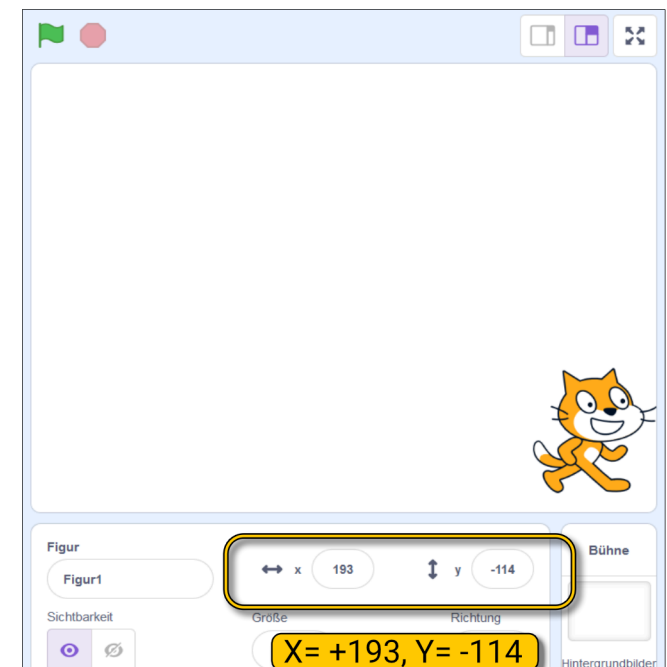 Figur
Figur1
x 193 y -114
Bühne
Sichtbarkeit
Größe
Richtung
X= +193, Y= -114
Hintergrundbilder